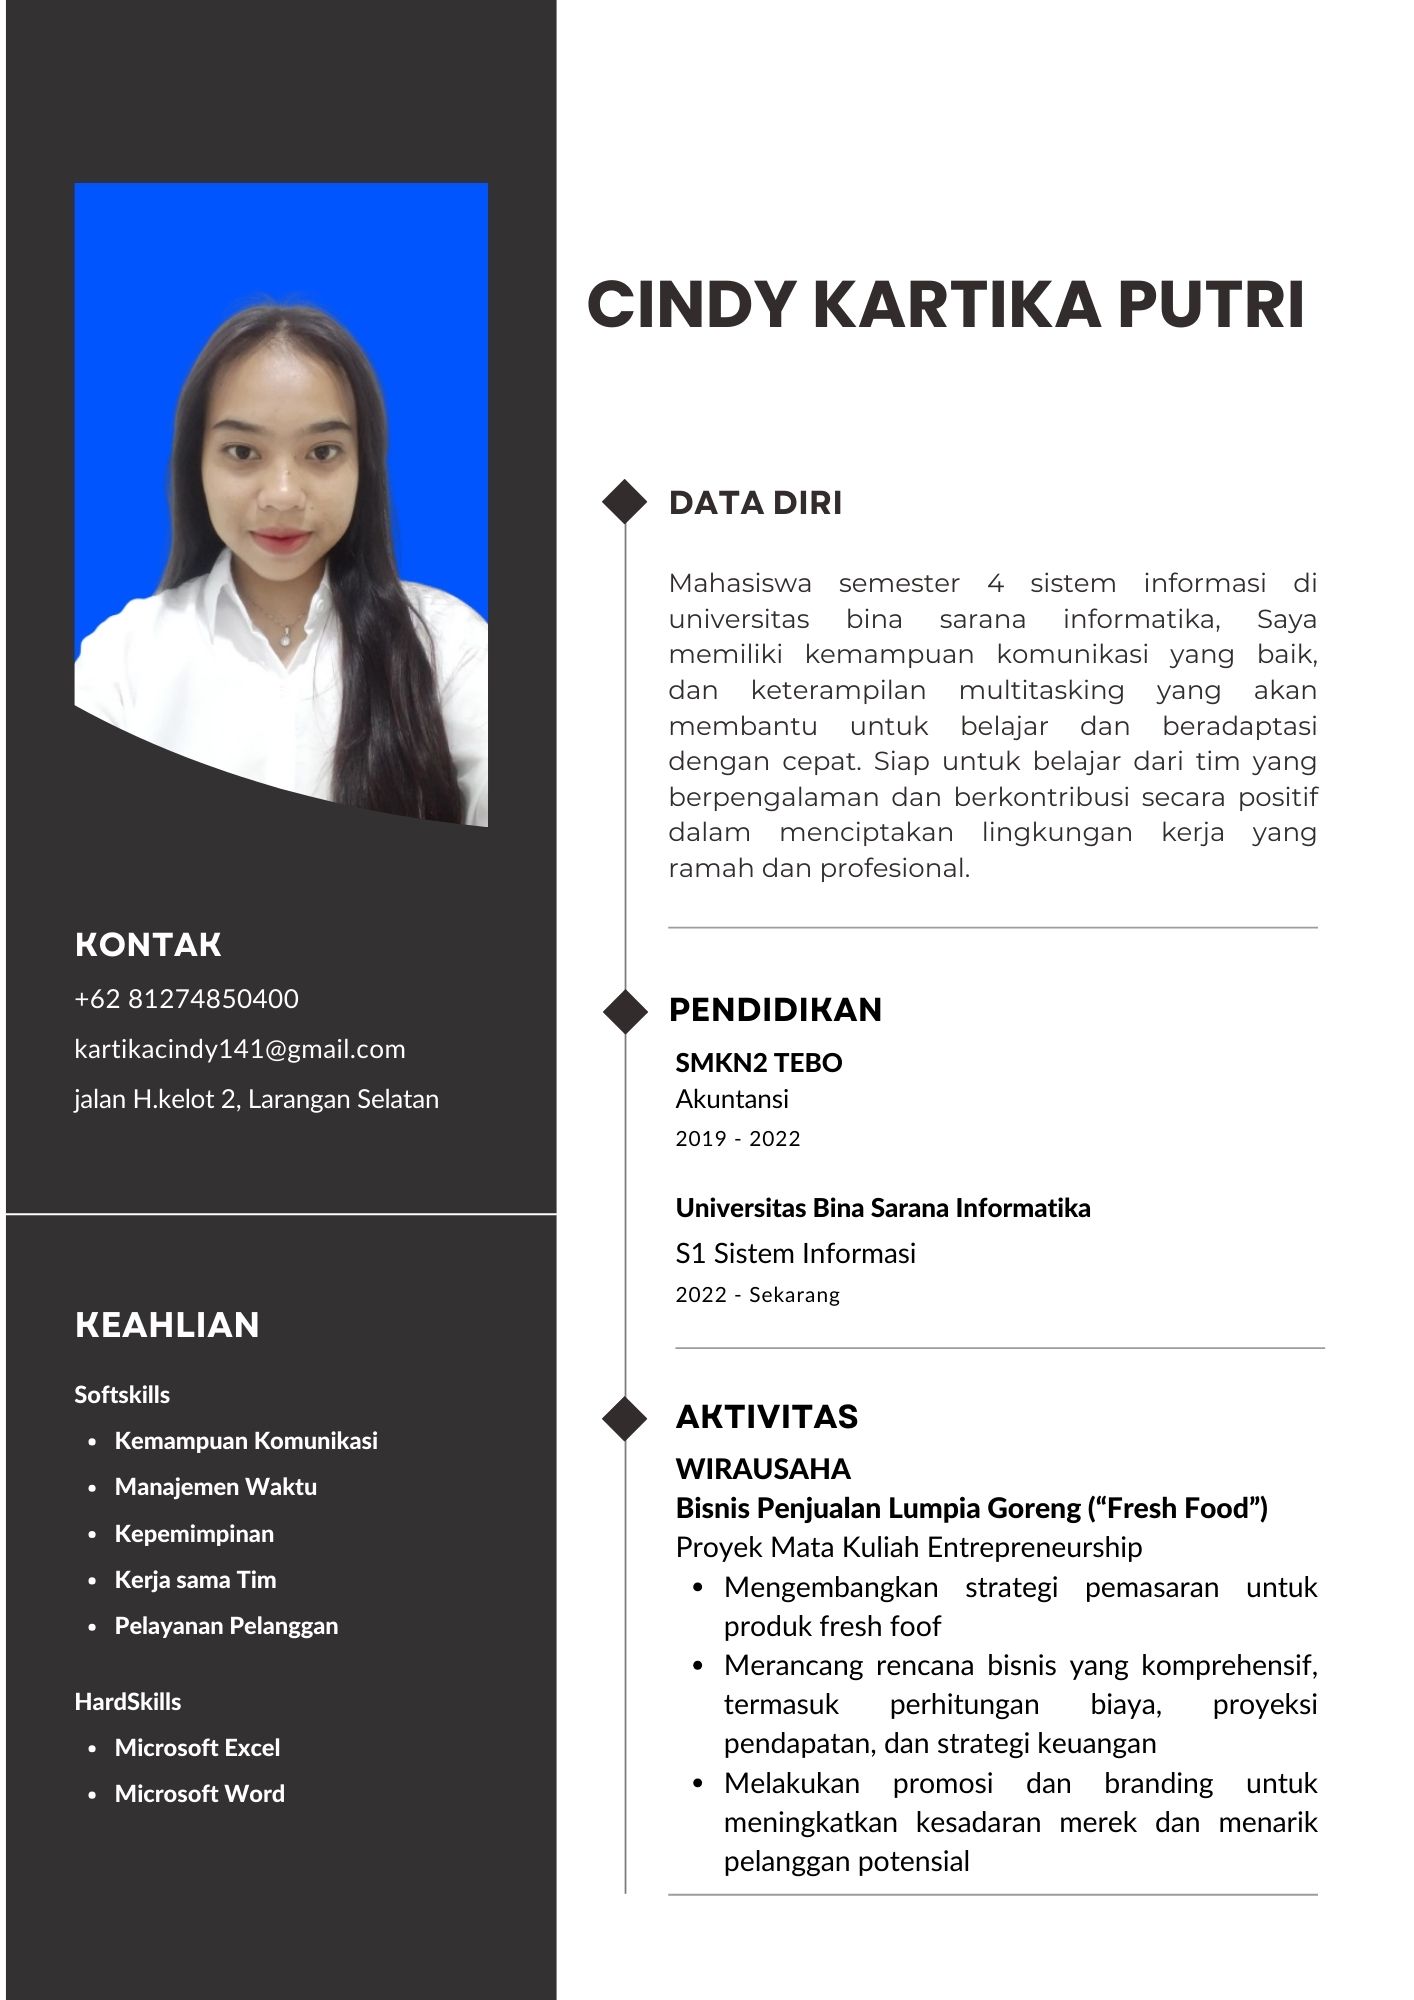 CINDY KARTIKA PUTRI
KONTAK
+62 81274850400
kartikacindy141@gmail.com
jalan H.kelot 2, Larangan Selatan
KEAHLIAN
Softskills
• Kemampuan Komunikasi
• Manajemen Waktu
• Kepemimpinan
• Kerja sama Tim
• Pelayanan Pelanggan
HardSkills
• Microsoft Excel
• Microsoft Word
DATA DIRI
Mahasiswa semester 4 sistem informasi di
universitas bina sarana informatika, Saya
memiliki kemampuan komunikasi yang baik,
dan keterampilan multitasking yang akan
membantu untuk belajar dan beradaptasi
dengan cepat. Siap untuk belajar dari tim yang
berpengalaman dan berkontribusi secara positif
dalam menciptakan lingkungan kerja yang
ramah dan profesional.
PENDIDIKAN
SMKN2 TEBO
Akuntansi
2019 - 2022
Universitas Bina Sarana Informatika
S1 Sistem Informasi
2022 - Sekarang
AKTIVITAS
WIRAUSAHA
Bisnis Penjualan Lumpia Goreng (“Fresh Food”)
Proyek Mata Kuliah Entrepreneurship
• Mengembangkan strategi pemasaran untuk
produk fresh foof
• Merancang rencana bisnis yang komprehensif,
termasuk perhitungan biaya, proyeksi
pendapatan, dan strategi keuangan
• Melakukan promosi dan branding untuk
meningkatkan kesadaran merek dan menarik
pelanggan potensial